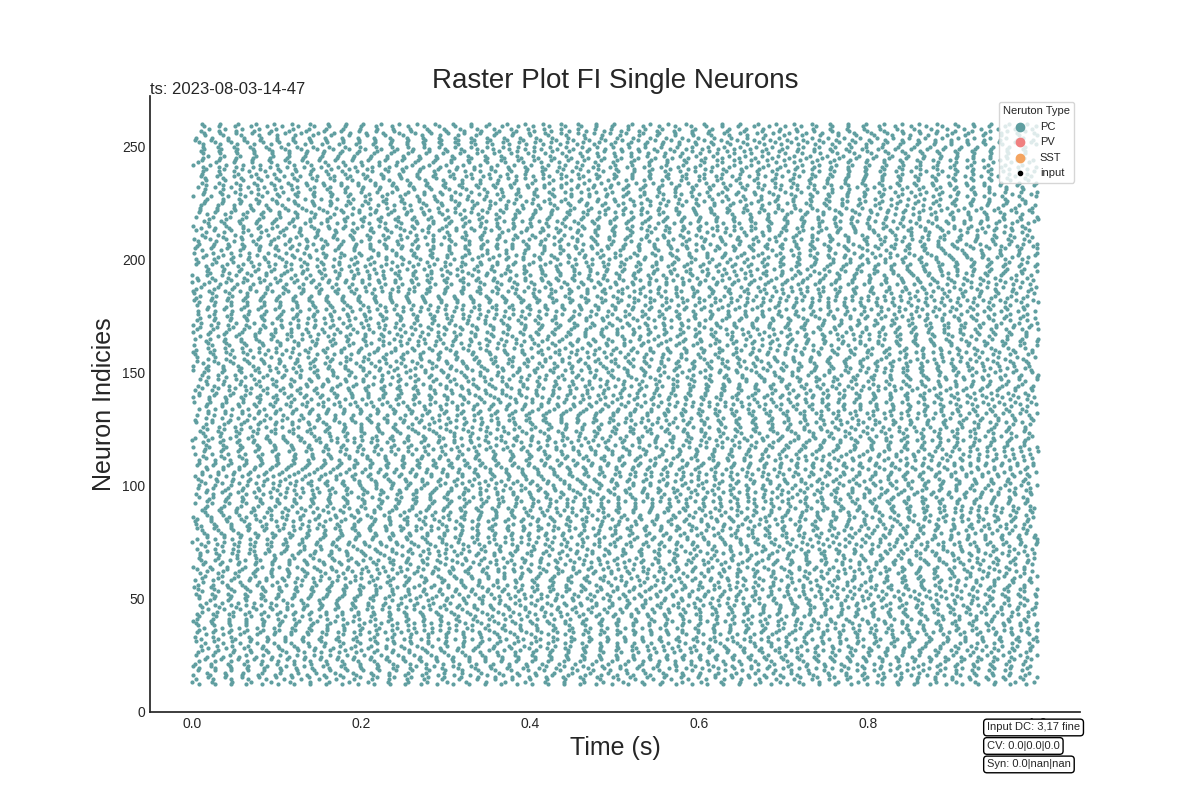 Raster Plot FI Single Neurons
ts: 2023-08-03-14-47
Neruton Type
PC
PV
SST
input
Neuron Indicies
250
200
150
100
50
0
0.0 0.2 0.4 0.6 0.8
Time (s)
Input DC: 3,17 fine
CV: 0.0|0.0|0.0
Syn: 0.0|nan|nan